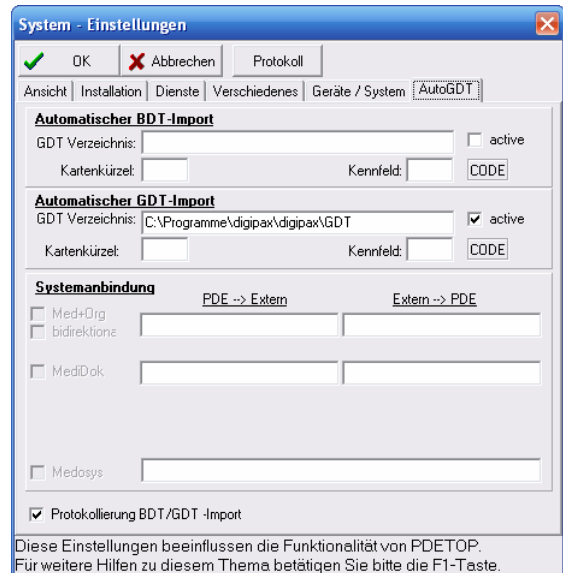 System - Einstellungen
OK Abbrechen Protokoll
Ansicht Installation Dienste Verschiedenes Geräte / System AutoGDT
Automatischer BDT-Import
GDT Verzeichnis: active
Kartenkürzel: Kennfeld: CODE
Automatischer GDT-Import
GDT Verzeichnis: C:\Programme\digipax\digipax\GDT active
Kartenkürzel: Kennfeld: CODE
Systemanbindung
PDE --> Extern Extern --> PDE
Med+Org
bidirektiona
MediDok
Medosys
Protokollierung BDT/GDT -Import
Diese Einstellungen beeinflussen die Funktionalität von PDETOP.
Für weitere Hilfen zu diesem Thema betätigen Sie bitte die F1-Taste.